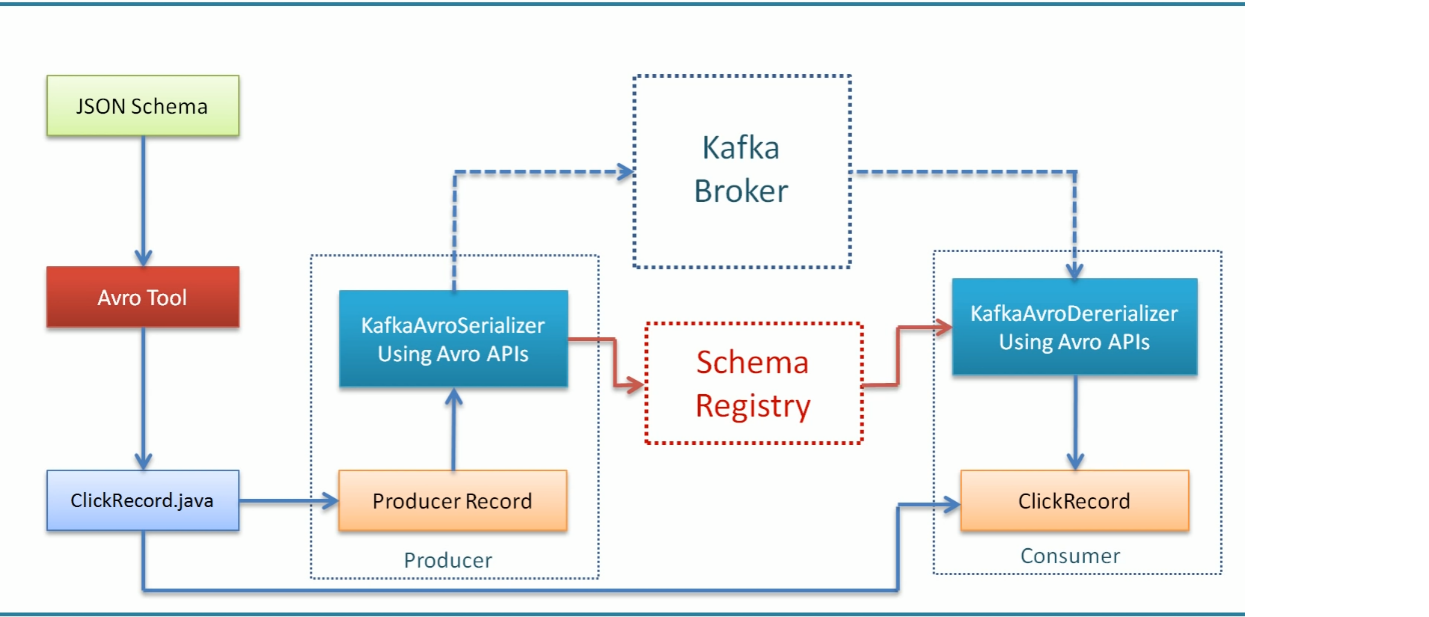 JSON Schema
Kafka
Broker
Avro Tool
KafkaAvroSerializer
Using Avro APIs
KafkaAvroDererializer
Using Avro APIs
Schema
Registry
ClickRecord.java
Producer Record
ClickRecord
Producer
Consumer